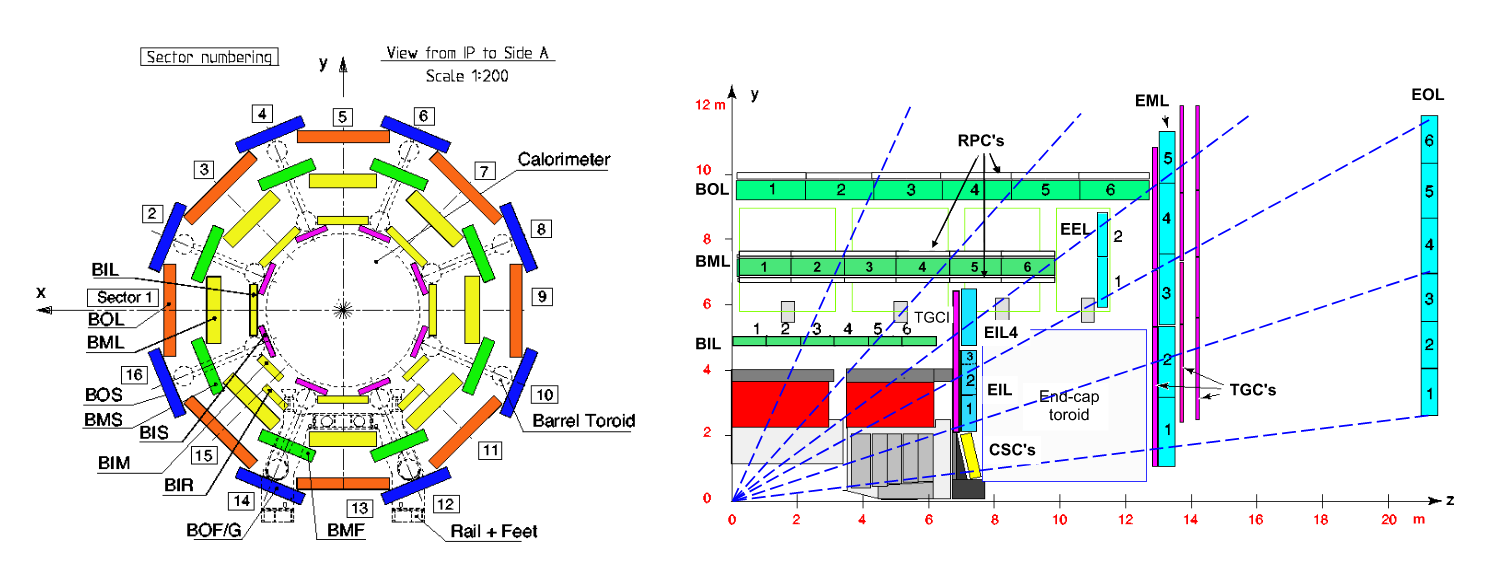 Sector numbering
View from IP to Side A
Scale 1:200
y
4
5
6
3
7
Calorimeter
2
8
BIL
x
Sector 1
9
BOL
BML
16
10
BOS
BMS
Barrel Toroid
BIS
BIM
15
11
BIR
14
13
12
BOF/G
BMF
Rail + Feet
12 m
y
EML
EOL
RPC's
10
BOL
1 2 3 4 5 6
8
EEL
2
1
BML
1 2 3 4 5 6
6
TGCI
EIL4
BIL
1 2 3 4 5 6
4
3
2
1
EIL
End-cap
toroid
TGC's
2
CSC's
0
5
4
3
2
1
6
5
4
3
2
1
0 2 4 6 8 10 12 14 16 18 20 m
z